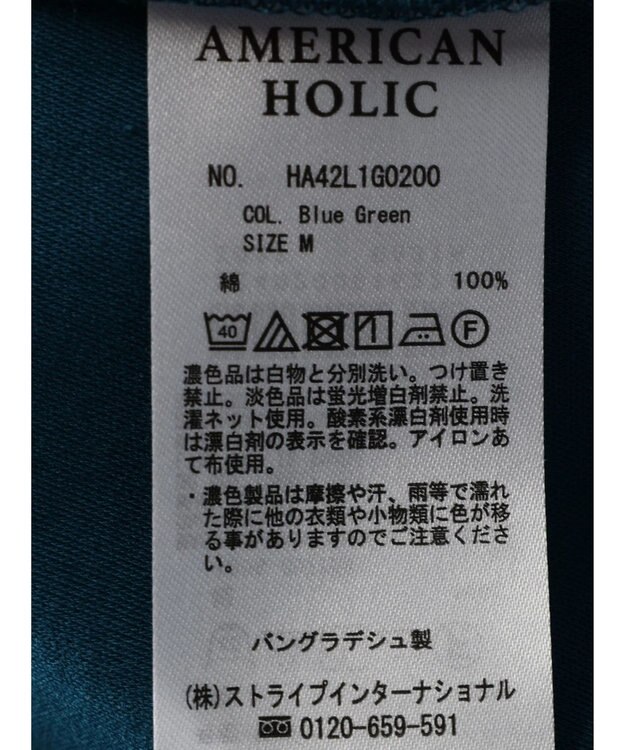 AMERICAN
HOLIC
NO. HA42L1G0200
COL. Blue Green
SIZE M
綿 100%
40 F
濃色品は白物と分別洗い。つけ置き
禁止。淡色品は蛍光増白剤禁止。洗
濯ネット使用。酸素系漂白剤使用時
は漂白剤の表示を確認。アイロンあ
て布使用。
・濃色製品は摩擦や汗、雨等で濡れ
た際に他の衣類や小物類に色が移
る事がありますのでご注意くださ
い。
バングラデシュ製
(株)ストライプインターナショナル
0120-659-591